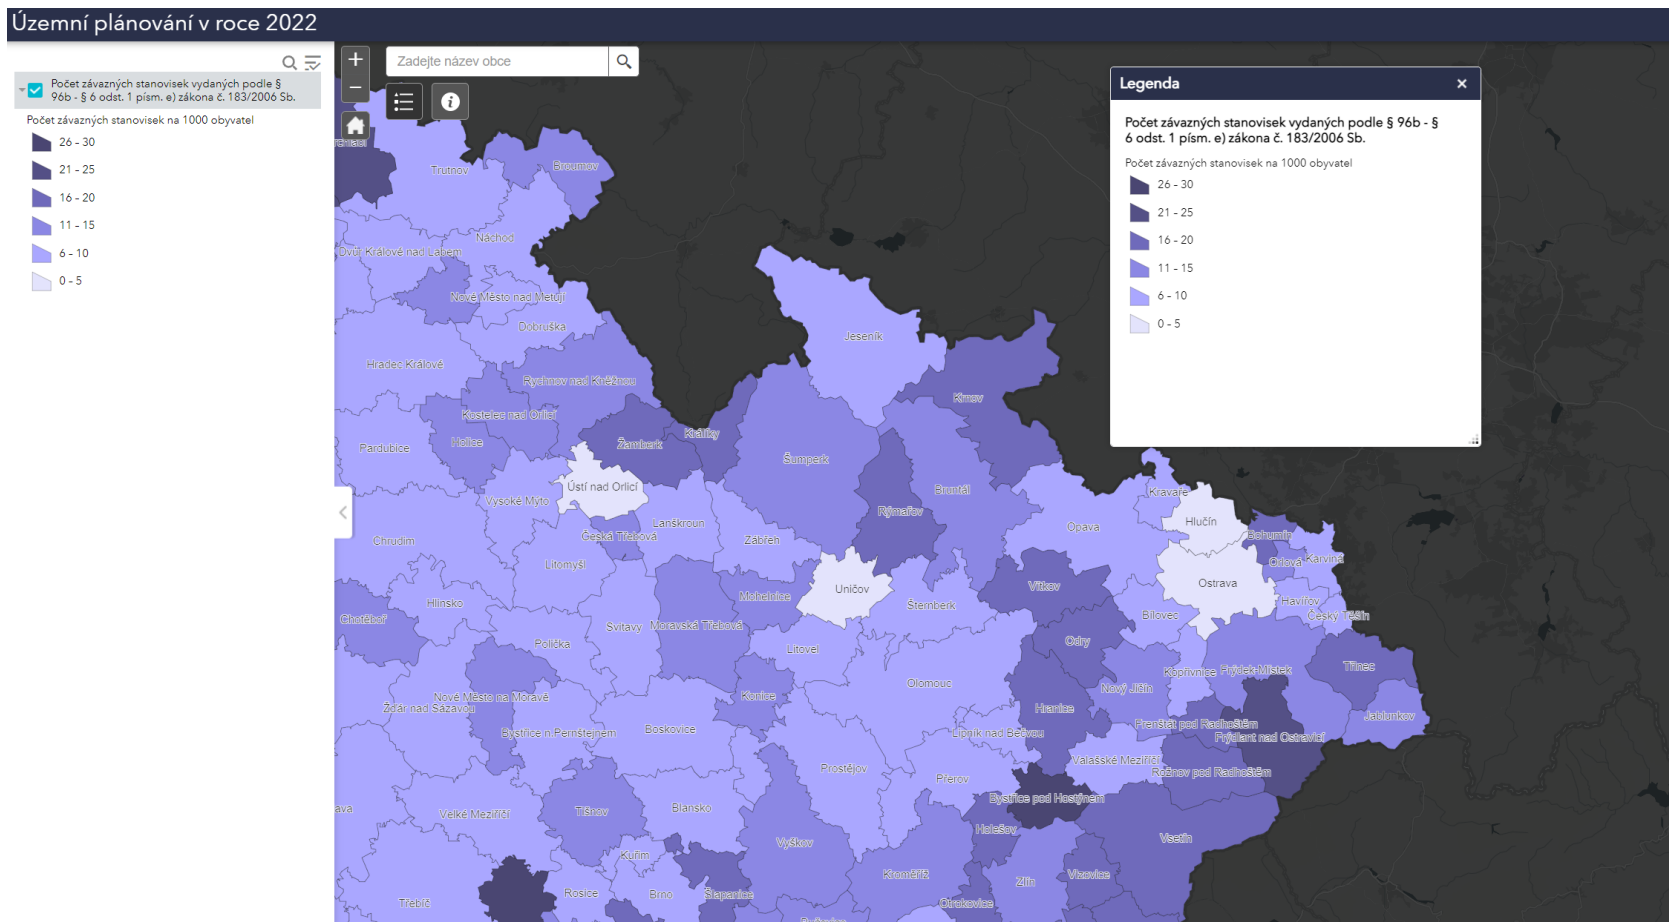 Územní plánování v roce 2022
Počet závazných stanovisek vydaných podle §
96b - § 6 odst. 1 písm. e) zákona č. 183/2006 Sb.
Počet závazných stanovisek na 1000 obyvatel
26 - 30
21 - 25
16 - 20
11 - 15
6 - 10
0 - 5
+
−
Zadejte název obce
Legenda
×
Počet závazných stanovisek vydaných podle § 96b - §
6 odst. 1 písm. e) zákona č. 183/2006 Sb.
Počet závazných stanovisek na 1000 obyvatel
26 - 30
21 - 25
16 - 20
11 - 15
6 - 10
0 - 5
Trutnov
Broumov
Náchod
Dvůr Králové nad Labem
Nové Město nad Metují
Dobruška
Jeseník
Hradec Králové
Rychnov nad Kněžnou
Krnov
Kostelec nad Orlicí
Holice
Žamberk
Králíky
Pardubice
Šumperk
Ústí nad Orlicí
Bruntál
Kravaře
Vysoké Mýto
Rýmařov
Lanškroun
Hlučín
Opava
Česká Třebová
Bohumín
Chrudim
Zábřeh
Orlová
Karviná
Litomyšl
Uničov
Vítkov
Ostrava
Mohelnice
Hlinsko
Šternberk
Havířov
Bílovec
Český Těšín
Chotěboř
Svitavy
Moravská Třebová
Polička
Litovel
Odry
Třinec
Kopřivnice
Frýdek-Místek
Olomouc
Nový Jičín
Konice
Nové Město na Moravě
Žďár nad Sázavou
Hranice
Jablunkov
Frenštát pod Radhoštěm
Bystřice n.Pernštejnem
Boskovice
Lipník nad Bečvou
Frýdlant nad Ostravicí
Valašské Meziříčí
Rožnov pod Radhoštěm
Prostějov
Přerov
Bystřice pod Hostýnem
Velké Meziříčí
Tišnov
Blansko
Holešov
Vsetín
Vyškov
Kuřim
Kroměříž
Zlín
Vizovice
Rosice
Brno
Šlapanice
Třebíč
Otrokovice